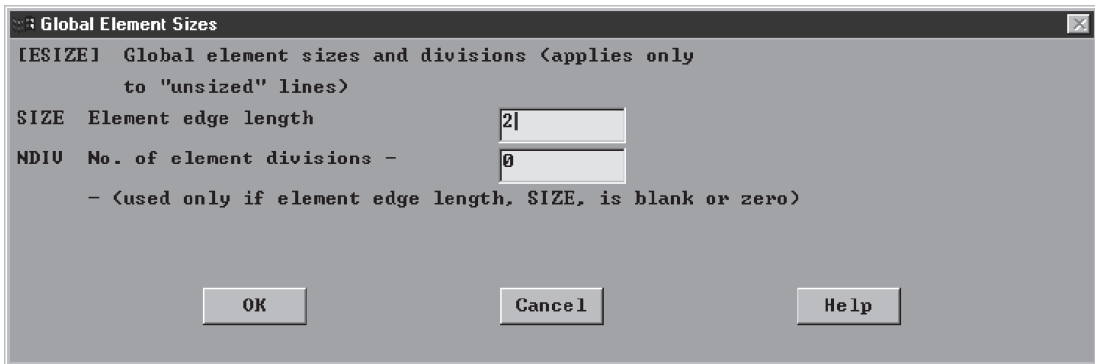 Global Element Sizes
[ESIZE] Global element sizes and divisions (applies only
to "unsized" lines)
SIZE Element edge length 2
NDIV No. of element divisions - 0
- (used only if element edge length, SIZE, is blank or zero)
OK Cancel Help